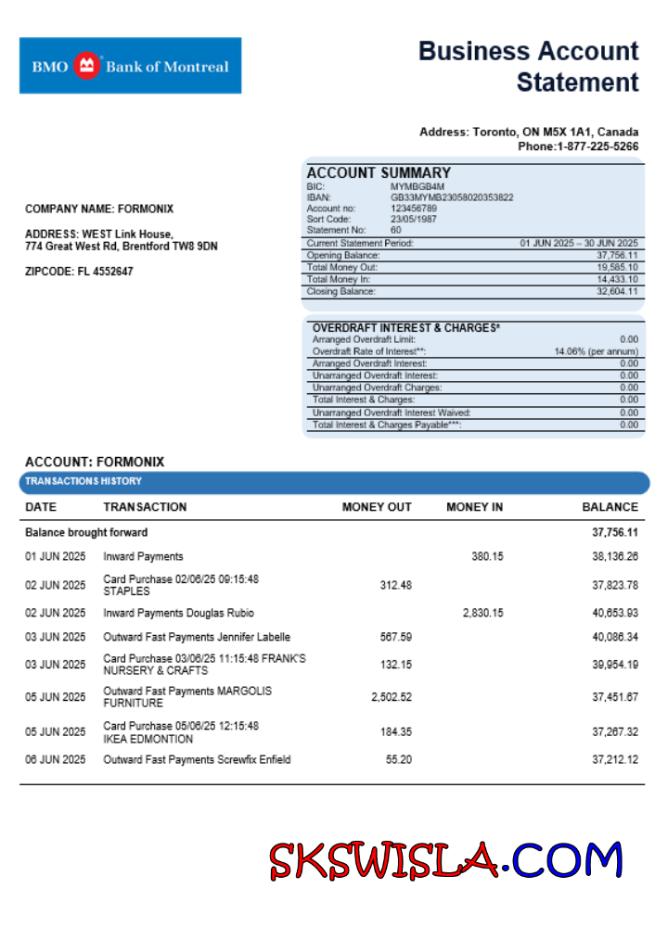 BMO Bank of Montreal
Business Account
Statement
Address: Toronto, ON M5X 1A1, Canada
Phone:1-877-225-5266
COMPANY NAME: FORMONIX
ADDRESS: WEST Link House,
774 Great West Rd, Brentford TW8 9DN
ZIPCODE: FL 4552647
ACCOUNT SUMMARY
BIC: MYMBGB4M
IBAN: GB33MYMB23058020353822
Account no: 123456789
Sort Code: 23/05/1987
Statement No: 60
Current Statement Period: 01 JUN 2025 – 30 JUN 2025
Opening Balance: 37,756.11
Total Money Out: 19,585.10
Total Money In: 14,433.10
Closing Balance: 32,604.11
OVERDRAFT INTEREST & CHARGES*
Arranged Overdraft Limit: 0.00
Overdraft Rate of Interest**: 14.06% (per annum)
Arranged Overdraft Interest: 0.00
Unarranged Overdraft Interest: 0.00
Unarranged Overdraft Charges: 0.00
Total Interest & Charges: 0.00
Unarranged Overdraft Interest Waived: 0.00
Total Interest & Charges Payable***: 0.00
ACCOUNT: FORMONIX
TRANSACTIONS HISTORY
DATE TRANSACTION MONEY OUT MONEY IN BALANCE
Balance brought forward 37,756.11
01 JUN 2025 Inward Payments 380.15 38,136.26
02 JUN 2025 Card Purchase 02/06/25 09:15:48
STAPLES 312.48 37,823.78
02 JUN 2025 Inward Payments Douglas Rubio 2,830.15 40,653.93
03 JUN 2025 Outward Fast Payments Jennifer Labelle 567.59 40,086.34
03 JUN 2025 Card Purchase 03/06/25 11:15:48 FRANK'S
NURSERY & CRAFTS 132.15 39,954.19
05 JUN 2025 Outward Fast Payments MARGOLIS
FURNITURE 2,502.52 37,451.67
05 JUN 2025 Card Purchase 05/06/25 12:15:48
IKEA EDMONTION 184.35 37,267.32
06 JUN 2025 Outward Fast Payments Screwfix Enfield 55.20 37,212.12
SKSWISLA.COM